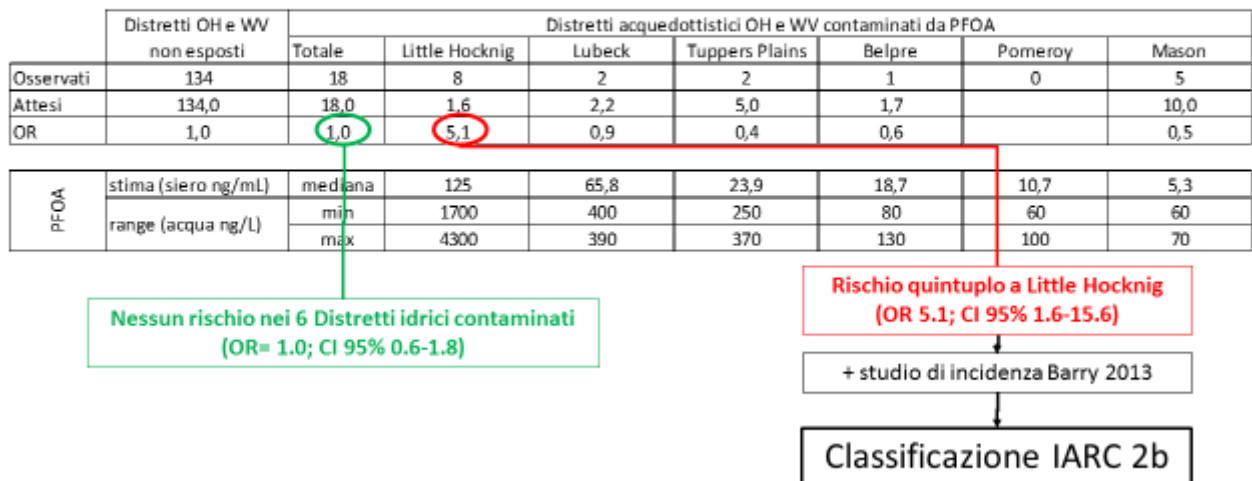 Distretti OH e WV non esposti | Distretti acquedottistici OH e WV contaminati da PFOA
Totale | Little Hocknig | Lubeck | Tuppers Plains | Belpre | Pomeroy | Mason
Osservati | 134 | 18 | 8 | 2 | 2 | 1 | 0 | 5
Attesi | 134,0 | 18,0 | 1,6 | 2,2 | 5,0 | 1,7 | 10,0
OR | 1,0 | 1,0 | 5,1 | 0,9 | 0,4 | 0,6 | 0,5
PFOA | stima (siero ng/mL) | mediana | 125 | 65,8 | 23,9 | 18,7 | 10,7 | 5,3
range (acqua ng/L) | min | 1700 | 400 | 250 | 80 | 60 | 60
max | 4300 | 390 | 370 | 130 | 100 | 70
Nessun rischio nei 6 Distretti idrici contaminati
(OR= 1.0; CI 95% 0.6-1.8)
Rischio quintuplo a Little Hocknig
(OR 5.1; CI 95% 1.6-15.6)
+ studio di incidenza Barry 2013
Classificazione IARC 2b